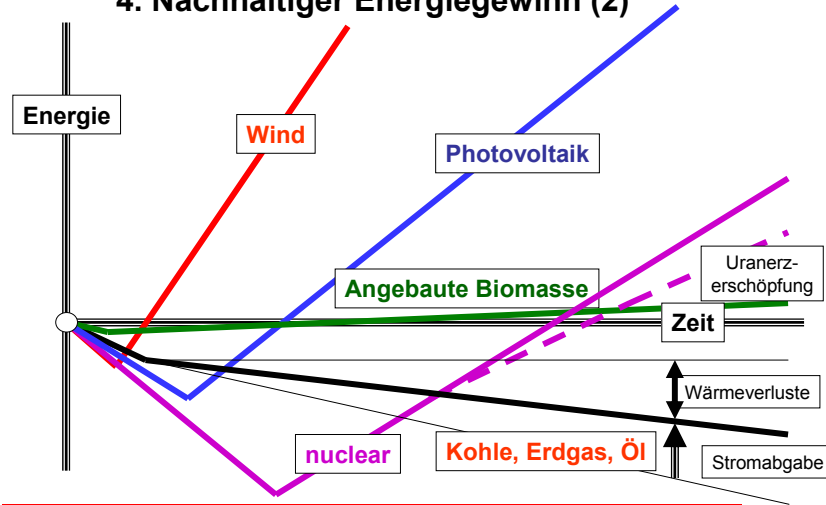 4. Nachhaltiger Energiegewinn (2)
Energie
Wind
Photovoltaik
Uranerz-
erschöpfung
Angebaute Biomasse
Zeit
Wärmeverluste
nuclear
Kohle, Erdgas, Öl
Stromabgabe